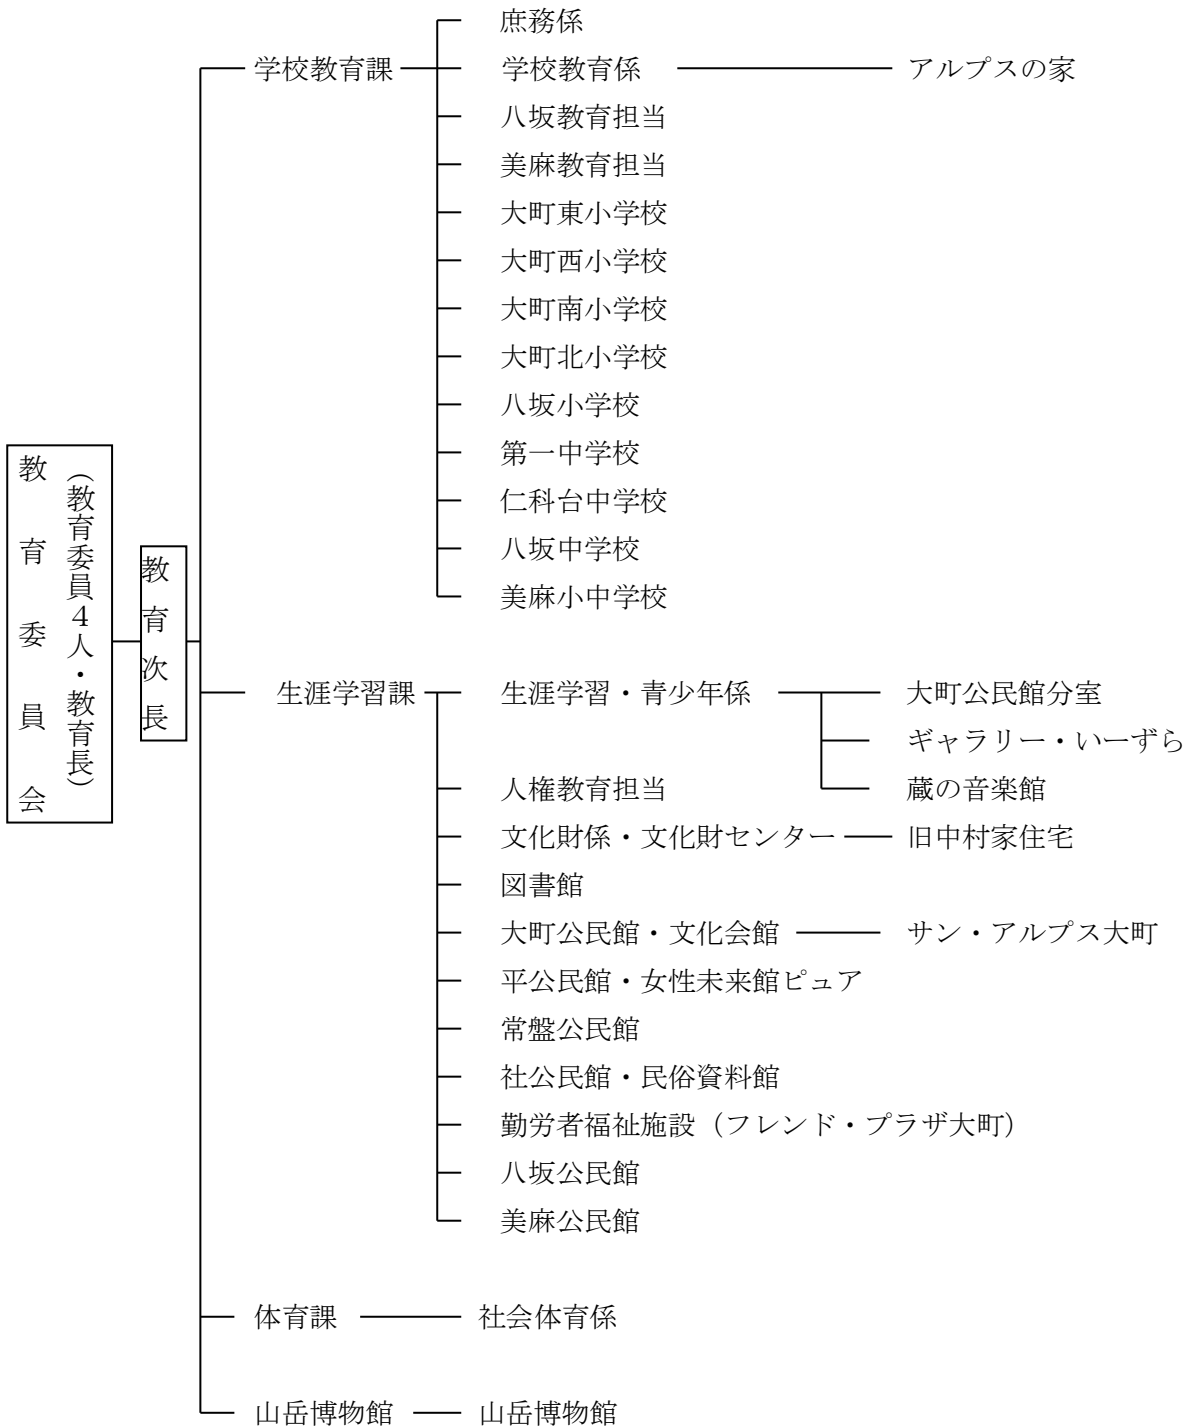 教育委員会
（教育委員４人・教育長）
教育次長
学校教育課
庶務係
学校教育係
アルプスの家
八坂教育担当
美麻教育担当
大町東小学校
大町西小学校
大町南小学校
大町北小学校
八坂小学校
第一中学校
仁科台中学校
八坂中学校
美麻小中学校
生涯学習課
生涯学習・青少年係
大町公民館分室
ギャラリー・いーずら
蔵の音楽館
人権教育担当
文化財係・文化財センター
旧中村家住宅
図書館
大町公民館・文化会館
サン・アルプス大町
平公民館・女性未来館ピュア
常盤公民館
社公民館・民俗資料館
勤労者福祉施設（フレンド・プラザ大町）
八坂公民館
美麻公民館
体育課
社会体育係
山岳博物館
山岳博物館